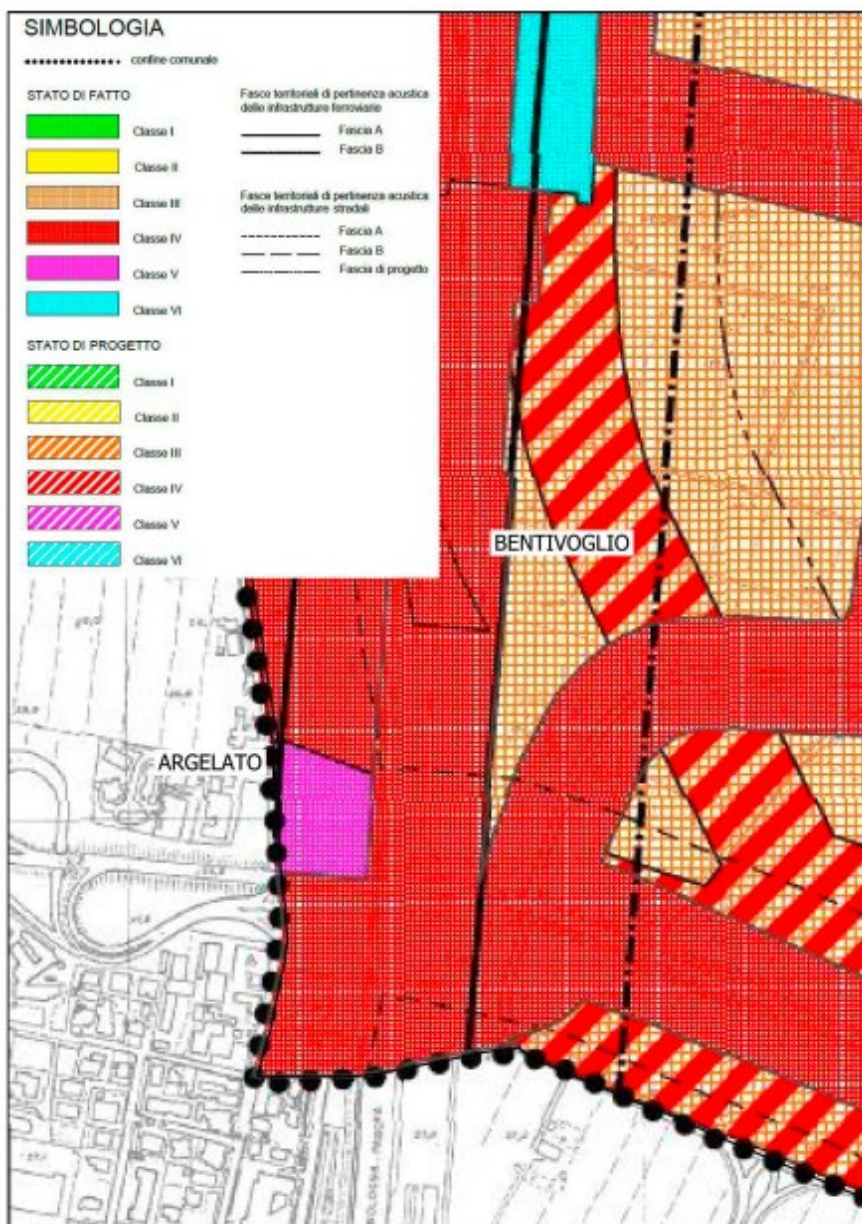 SIMBOLOGIA
confine comunale
STATO DI FATTO
Classe I
Classe II
Classe III
Classe IV
Classe V
Classe VI
Fasce territoriali di pertinenza acustica
delle infrastrutture ferroviarie
Fascia A
Fascia B
Fasce territoriali di pertinenza acustica
delle infrastrutture stradali
Fascia A
Fascia B
Fascia di progetto
STATO DI PROGETTO
Classe I
Classe II
Classe III
Classe IV
Classe V
Classe VI
BENTIVOGLIO
ARGELATO